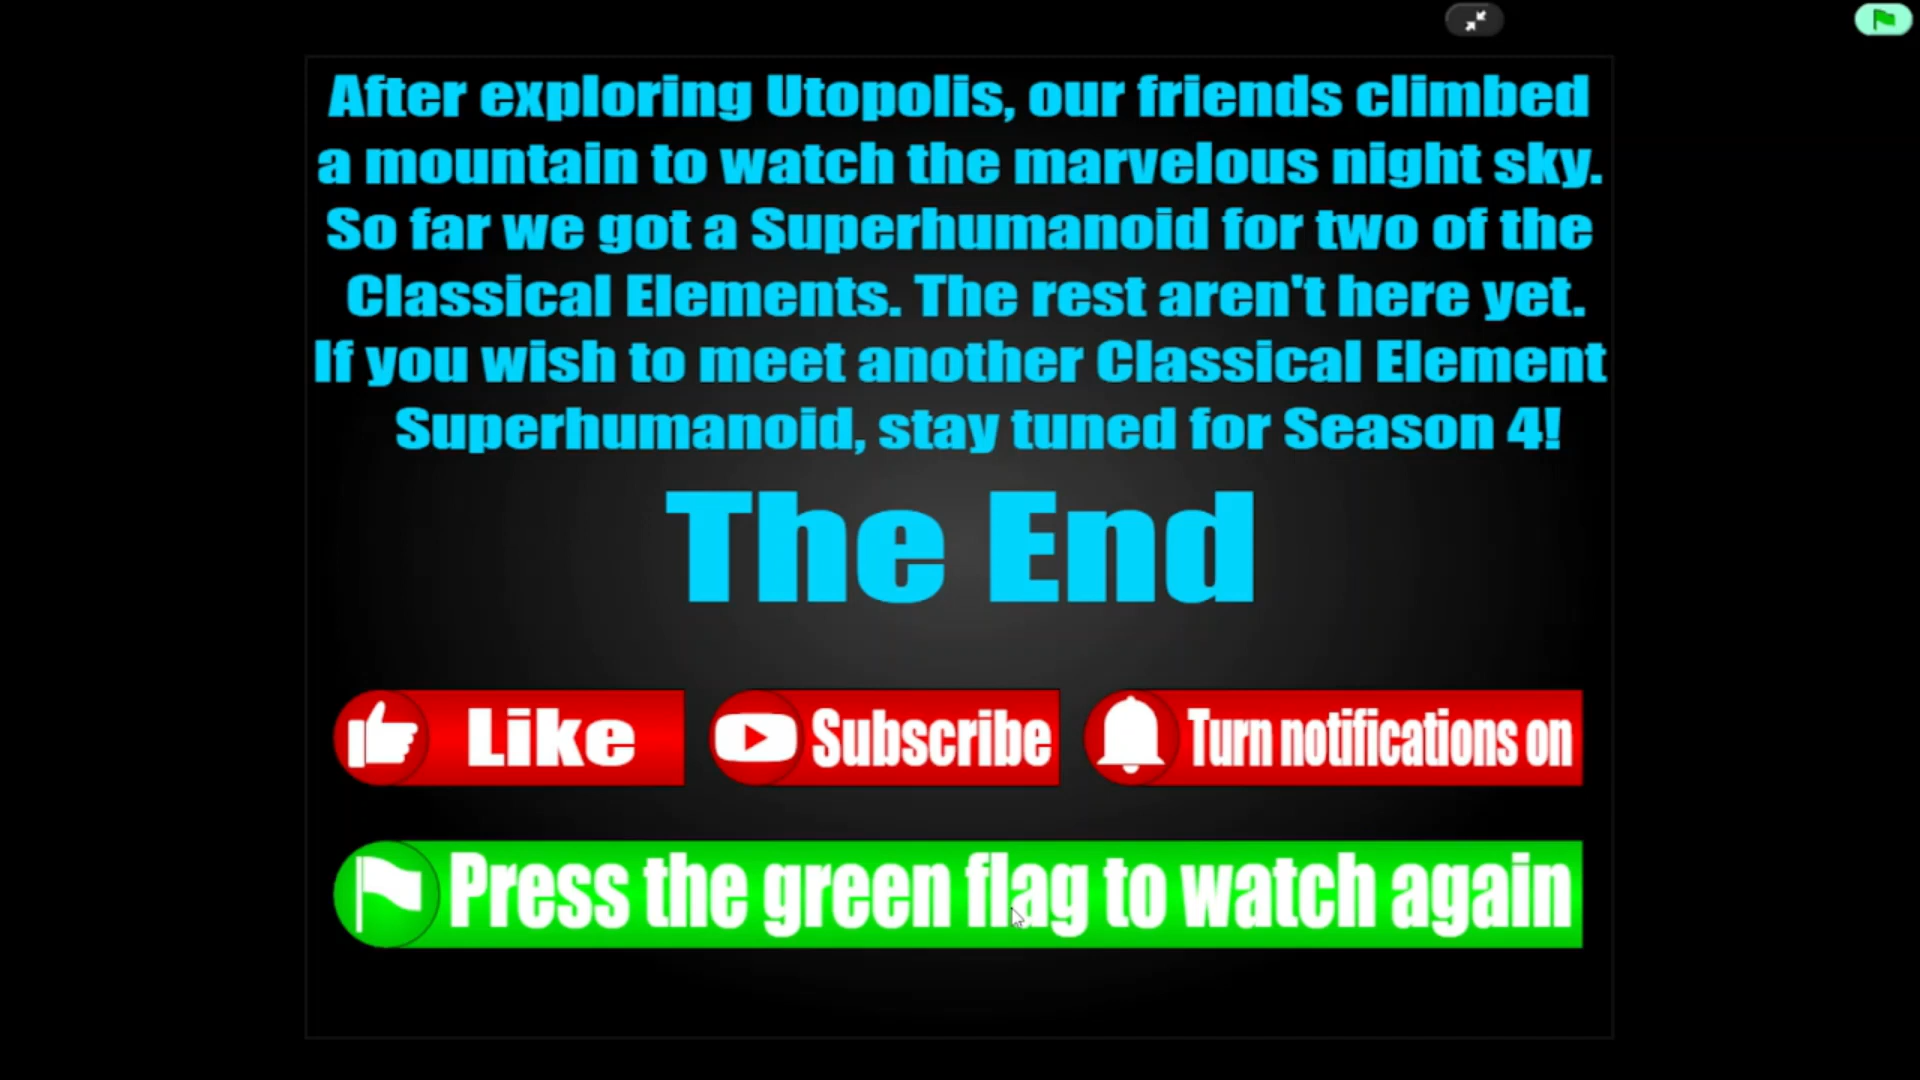 After exploring Utopolis, our friends climbed
a mountain to watch the marvelous night sky.
So far we got a Superhumanoid for two of the
Classical Elements. The rest aren't here yet.
If you wish to meet another Classical Element
Superhumanoid, stay tuned for Season 4!
The End
Like
Subscribe
Turn notifications on
Press the green flag to watch again